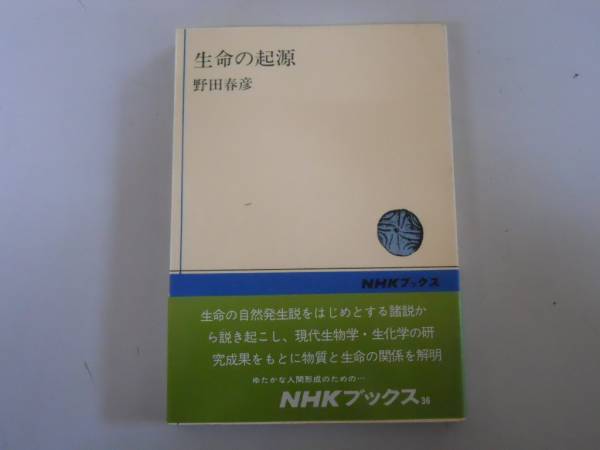 生命の起源
野田春彦
NHKブックス
生命の自然発生説をはじめとする諸説か
ら説き起こし、現代生物学・生化学の研
究成果をもとに物質と生命の関係を解明
ゆたかな人間形成のための…
NHKブックス36